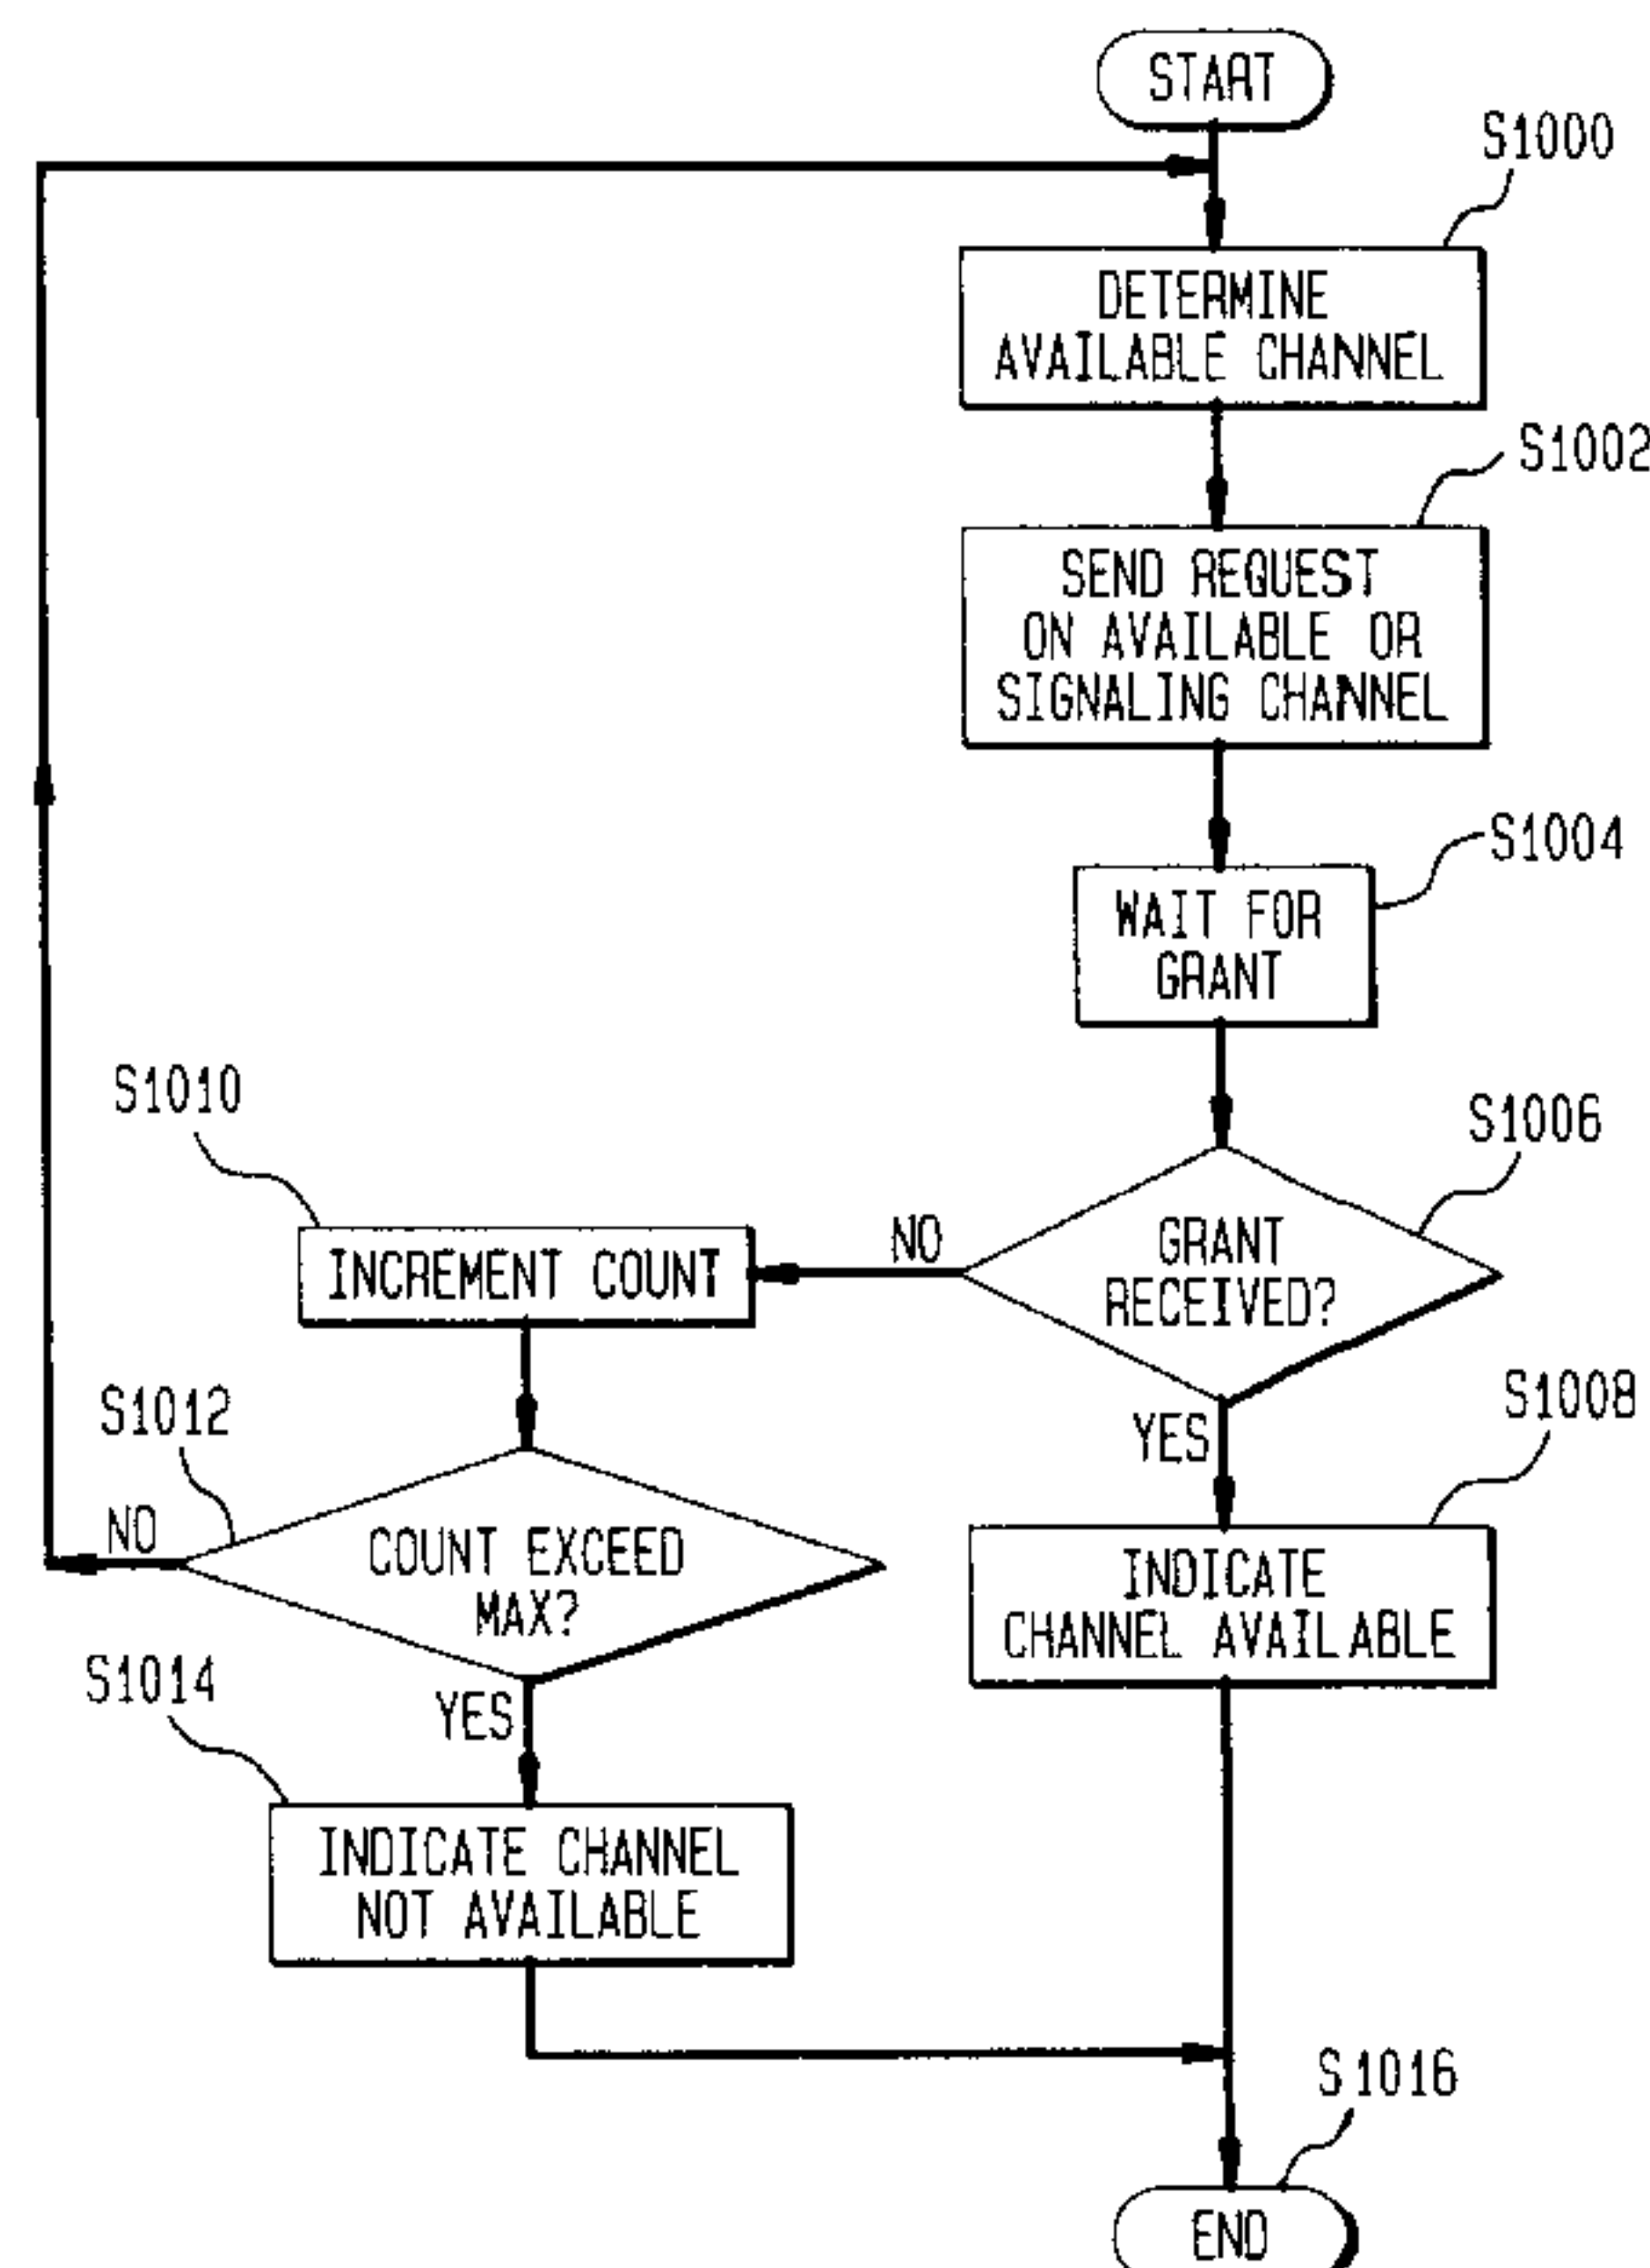 START
S1000
DETERMINE
AVAILABLE CHANNEL
S1002
SEND REQUEST
ON AVAILABLE OR
SIGNALING CHANNEL
S1004
WAIT FOR
GRANT
S1006
GRANT
RECEIVED?
NO
S1010
INCREMENT COUNT
YES
S1008
INDICATE
CHANNEL AVAILABLE
S1012
COUNT EXCEED
MAX?
NO
YES
S1014
INDICATE CHANNEL
NOT AVAILABLE
S1016
END